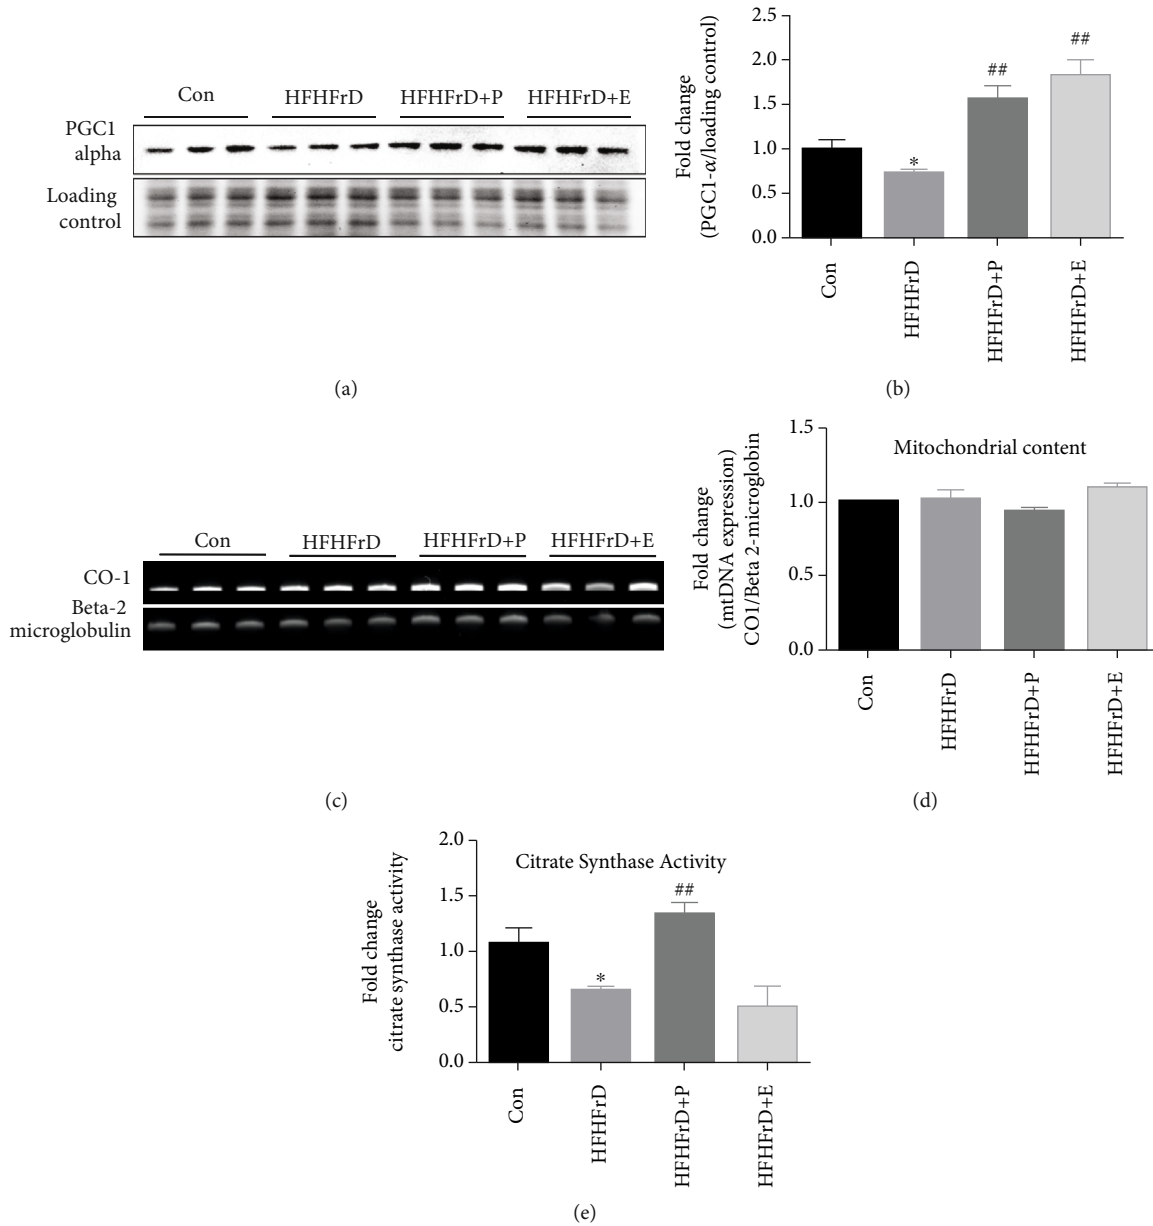 Con HFHFrD HFHFrD+P HFHFrD+E
PGC1
alpha
Loading
control
(a)
Fold change
(PGC1-α/loading control)
2.5
2.0
1.5
1.0
0.5
0.0
*
##
##
Con
HFHFrD
HFHFrD+P
HFHFrD+E
(b)
Con HFHFrD HFHFrD+P HFHFrD+E
CO-1
Beta-2
microglobulin
(c)
Fold change
(mtDNA expression)
CO1/Beta 2-microglobin
Mitochondrial content
1.5
1.0
0.5
0.0
Con
HFHFrD
HFHFrD+P
HFHFrD+E
(d)
Fold change
citrate synthase activity
Citrate Synthase Activity
2.0
1.5
1.0
0.5
0.0
*
##
Con
HFHFrD
HFHFrD+P
HFHFrD+E
(e)